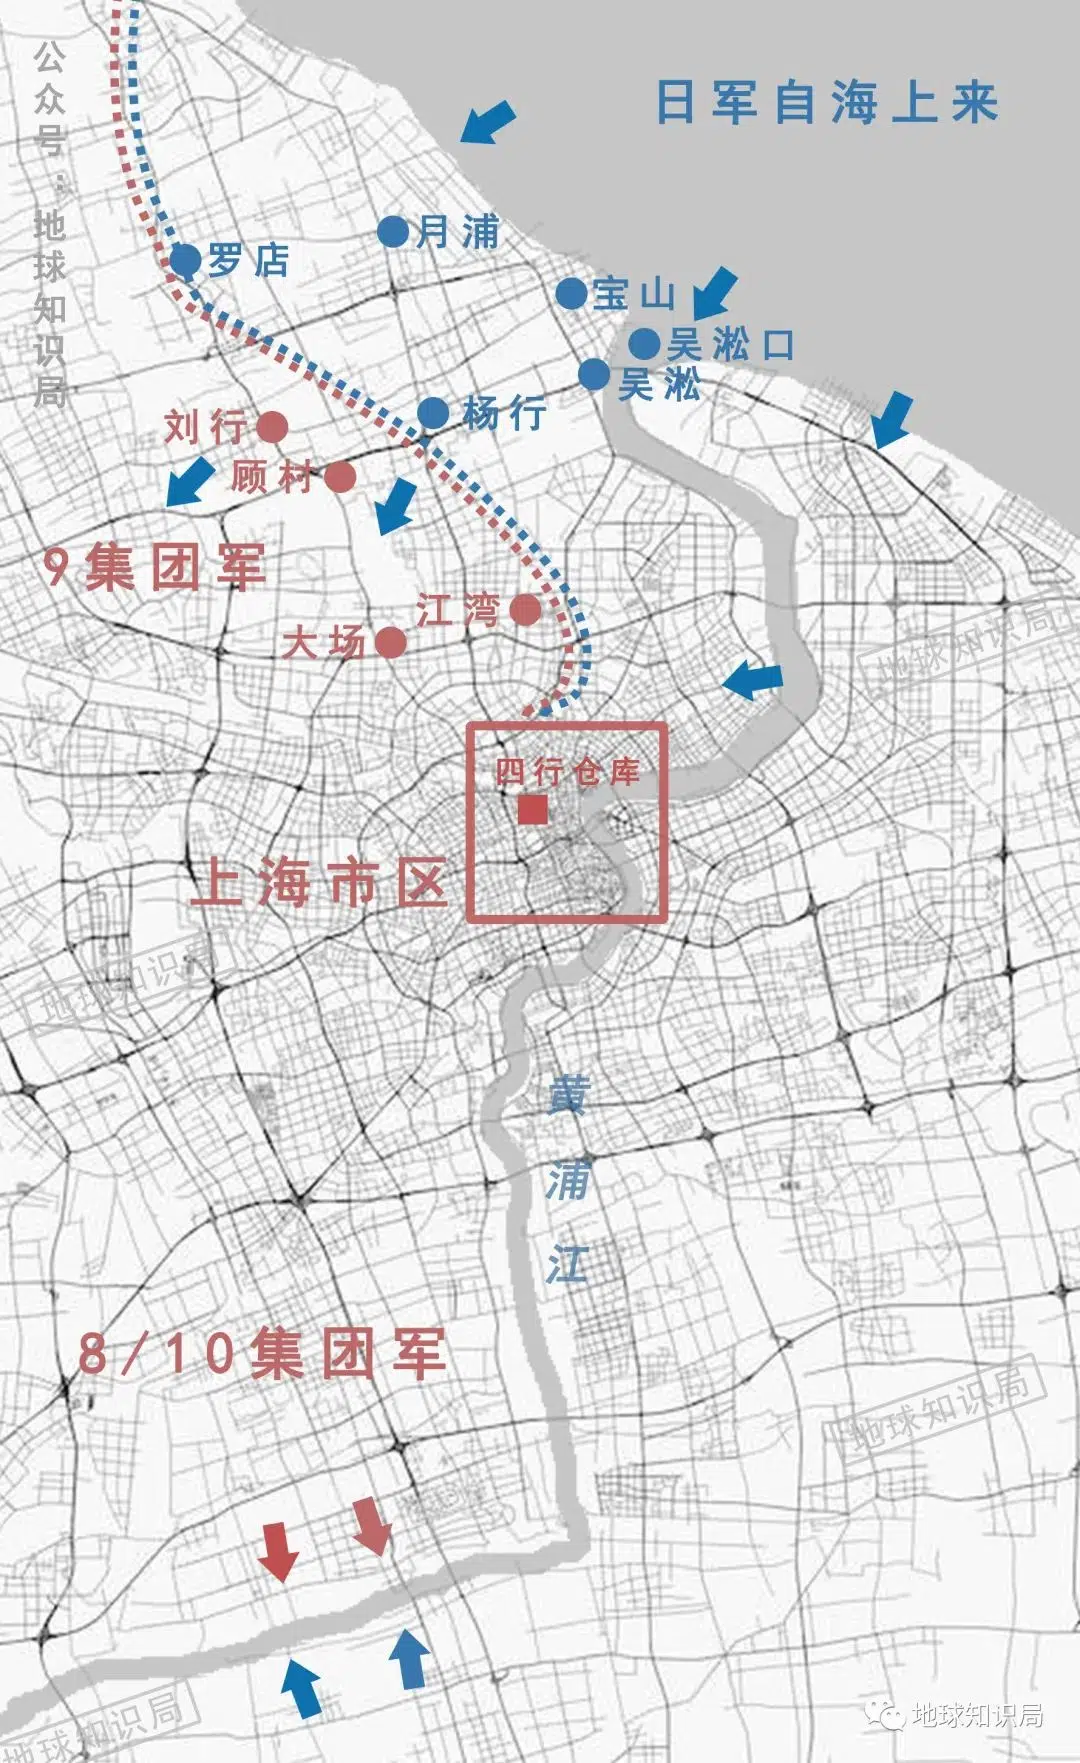 公众号:地球知识局
日军自海上来
月浦
罗店
宝山
吴淞口
吴淞
杨行
刘行
顾村
9集团军
江湾
大场
地球知识局
四行仓库
上海市区
地球知识局
黄浦江
8/10集团军
地球知识局
地球知识局
地球知识局